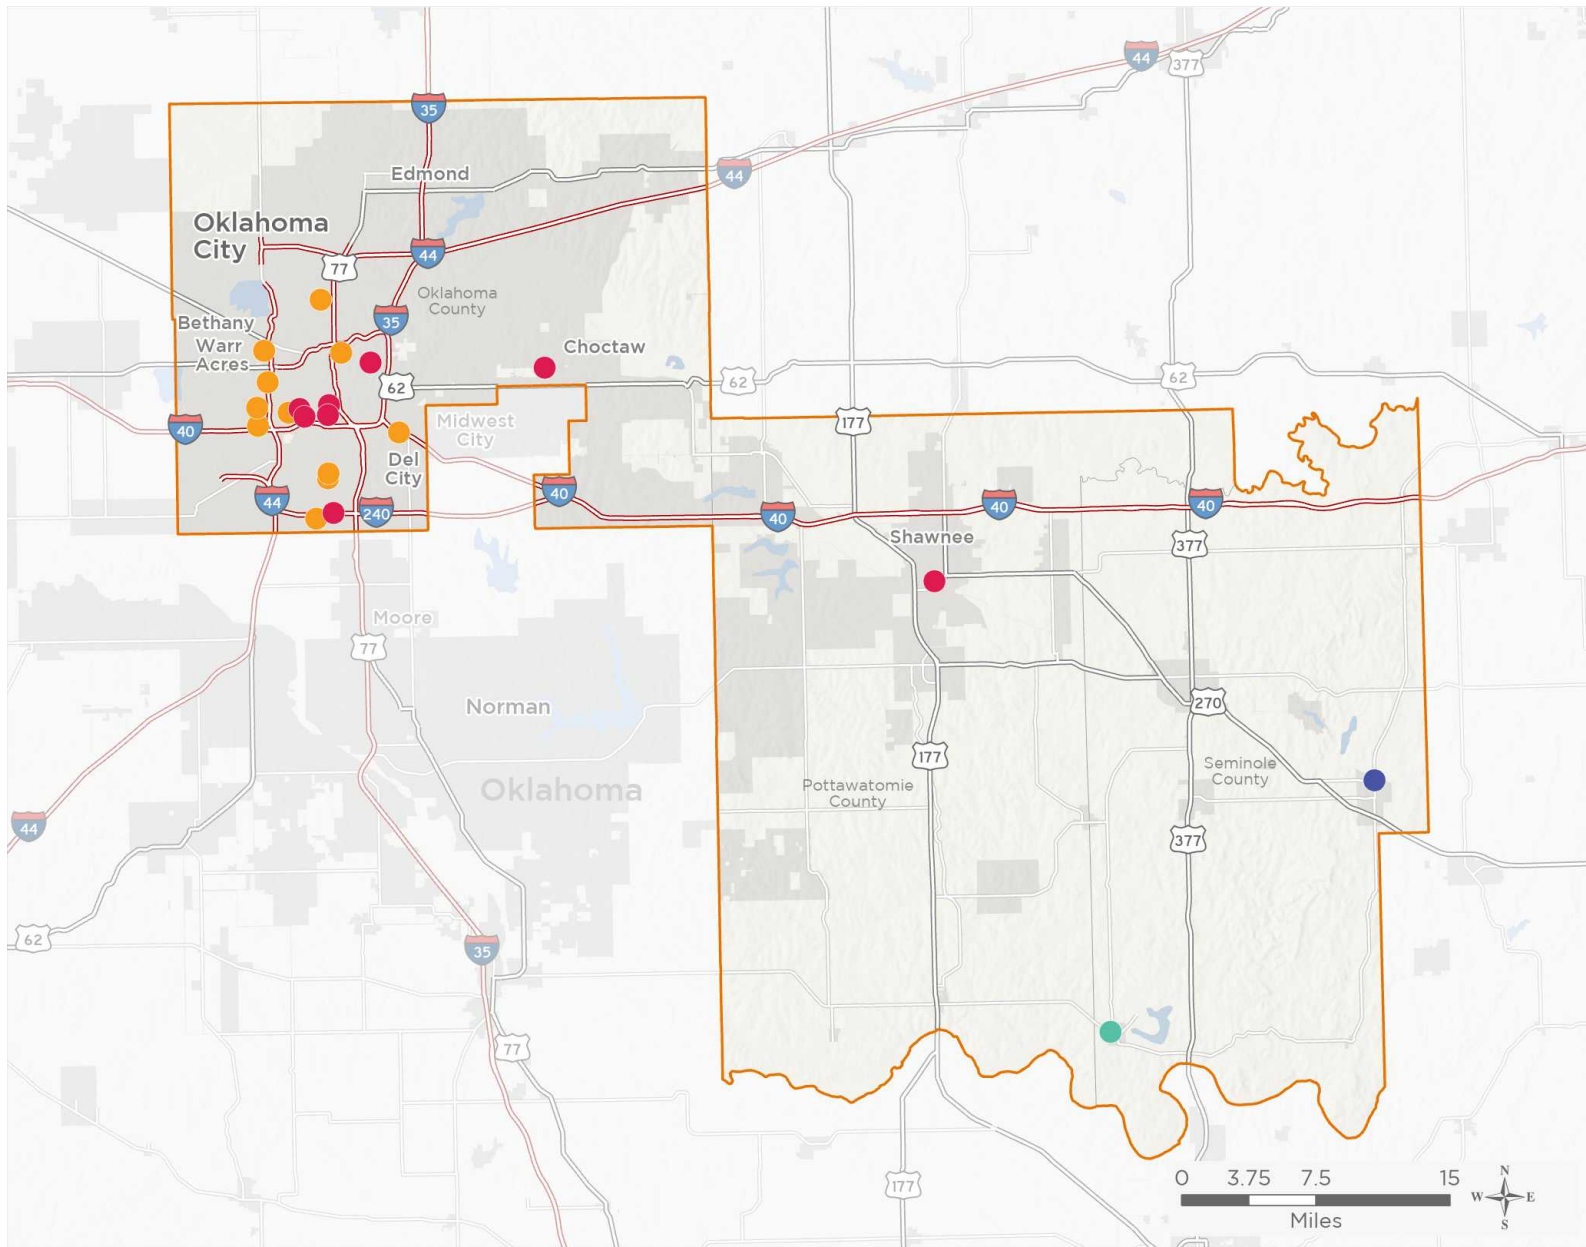 35
44
377
44
Edmond
Oklahoma
City
44
77
Oklahoma
County
35
Bethany
Warr
Acres
Choctaw
62
62
62
Midwest
City
177
40
Del
City
44
240
40
40
40
40
Shawnee
377
Moore
77
Norman
270
177
Oklahoma
Pottawatomie
County
Seminole
County
44
377
62
35
77
177
0 3.75 7.5 15
Miles
N
W E
S